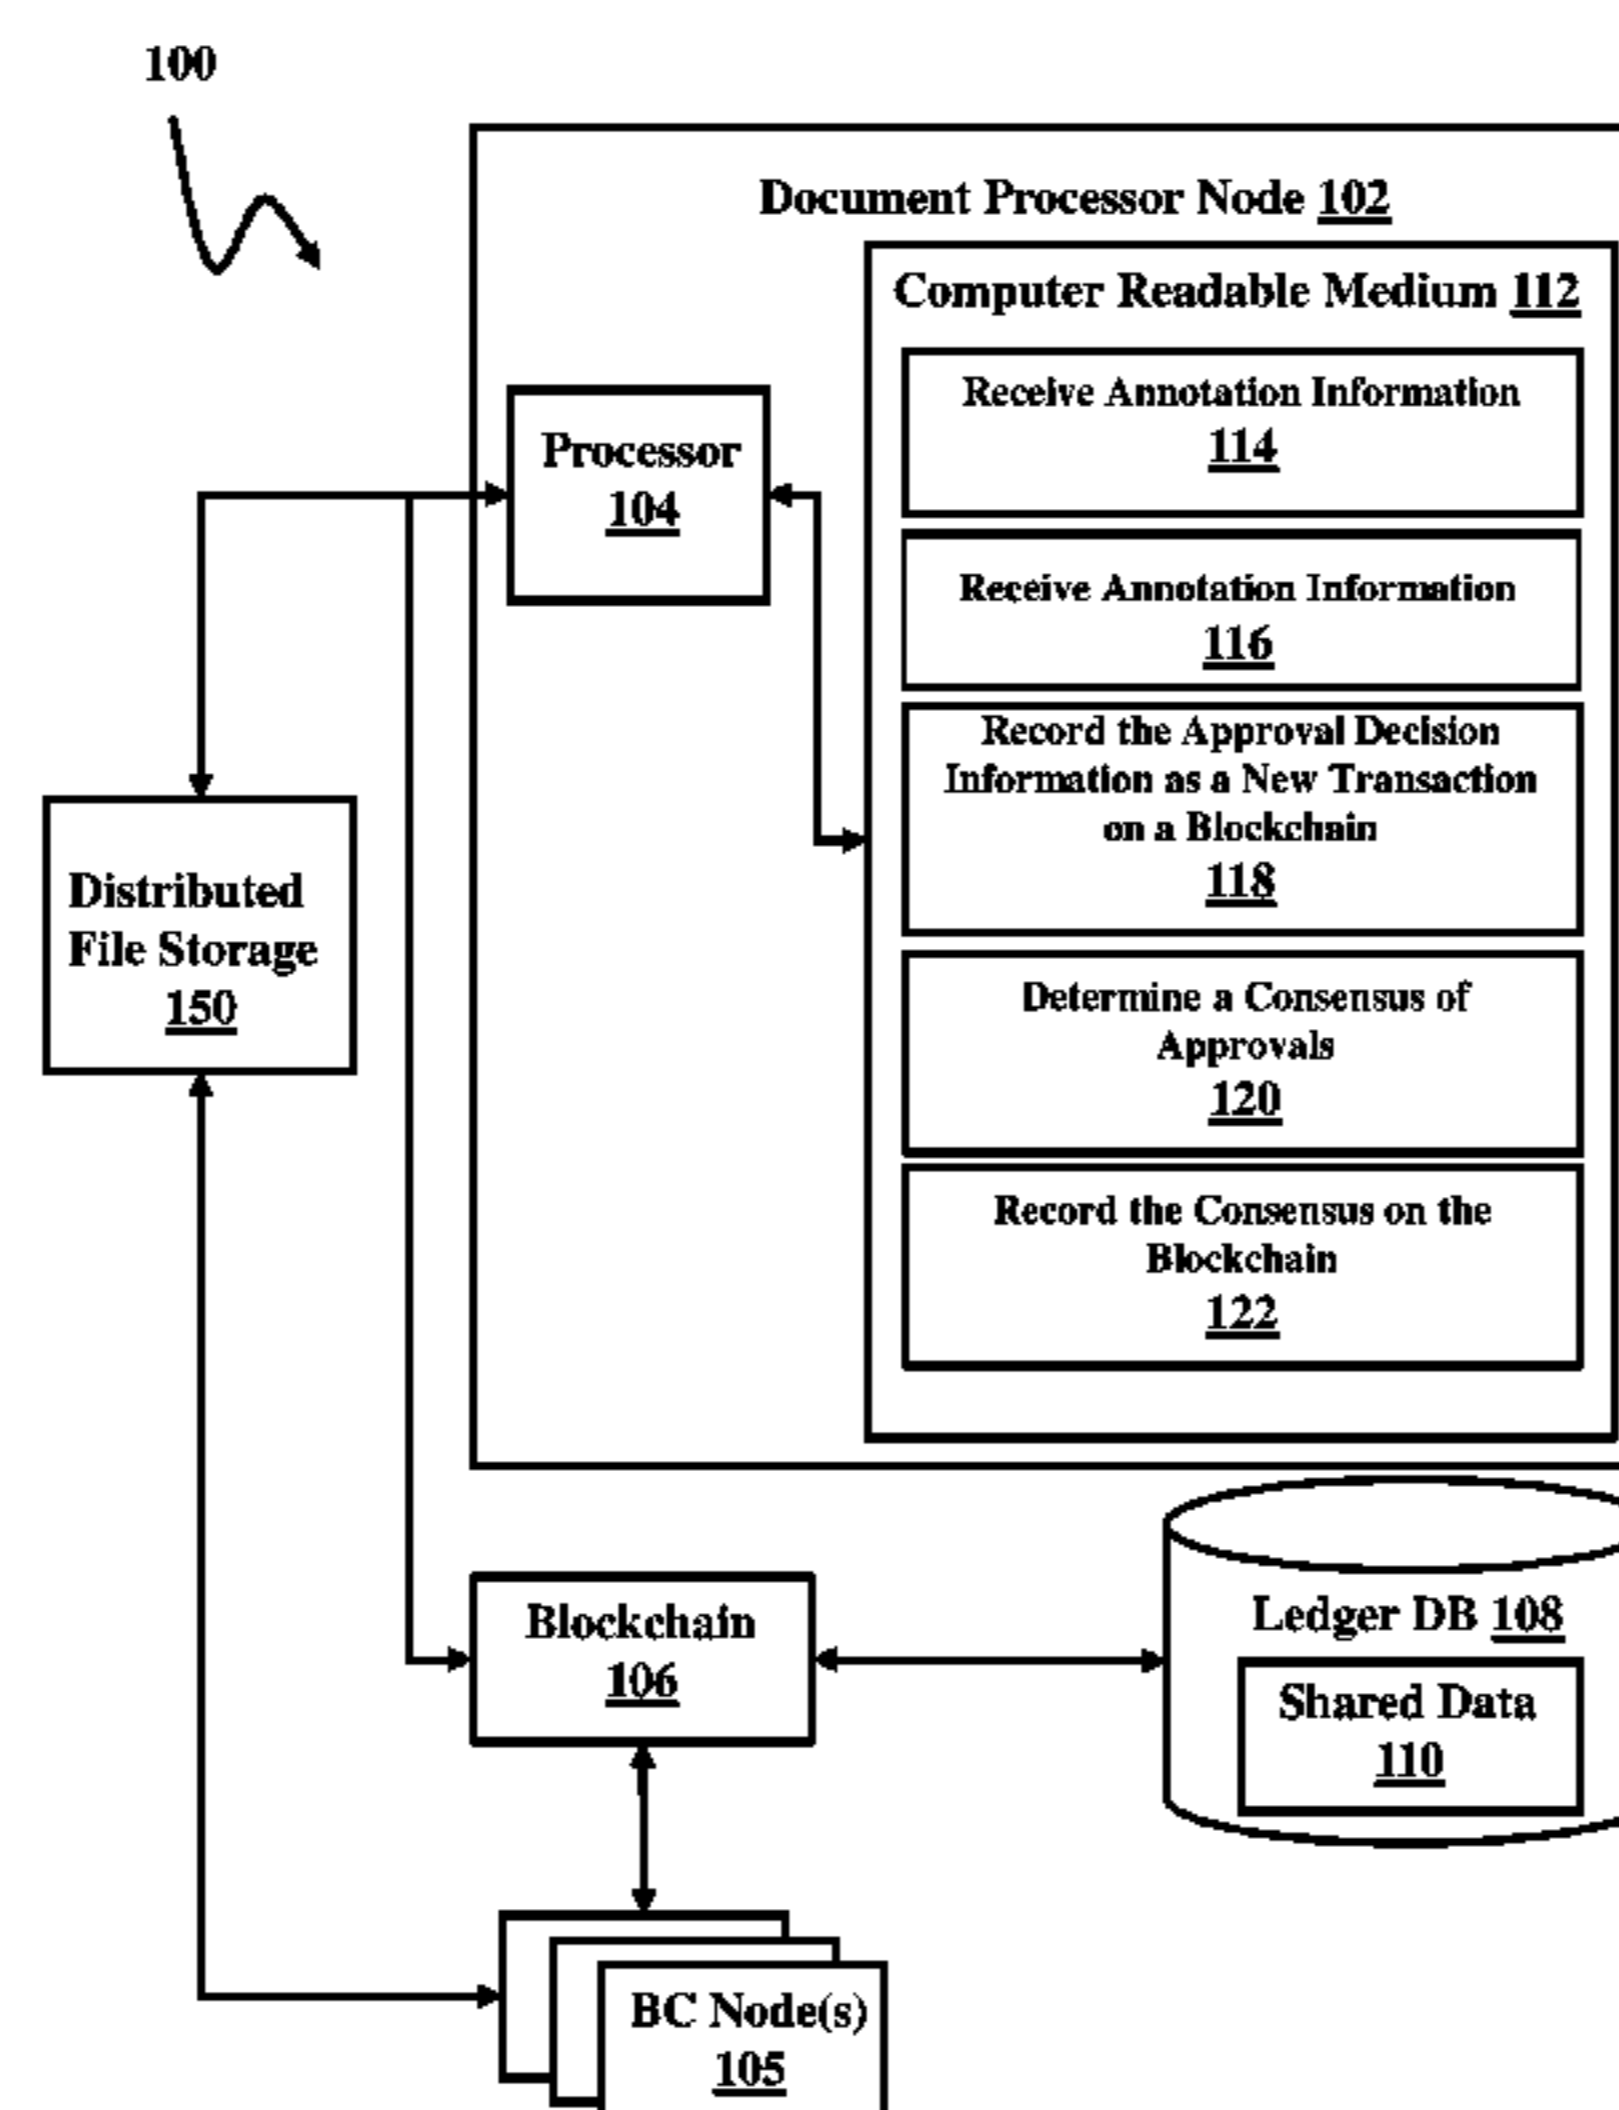 100
Document Processor Node 102
Computer Readable Medium 112
Receive Annotation Information
114
Processor
104
Receive Annotation Information
116
Record the Approval Decision
Information as a New Transaction
on a Blockchain
118
Distributed
File Storage
150
Determine a Consensus of
Approvals
120
Record the Consensus on the
Blockchain
122
Blockchain
106
Ledger DB 108
Shared Data
110
BC Node(s)
105